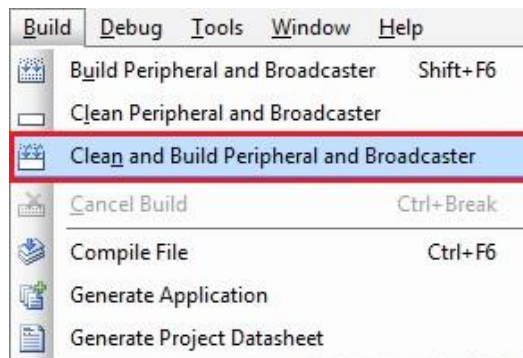 Build Debug Tools Window Help
Build Peripheral and Broadcaster Shift+F6
Clean Peripheral and Broadcaster
Clean and Build Peripheral and Broadcaster
Cancel Build Ctrl+Break
Compile File Ctrl+F6
Generate Application
Generate Project Datasheet